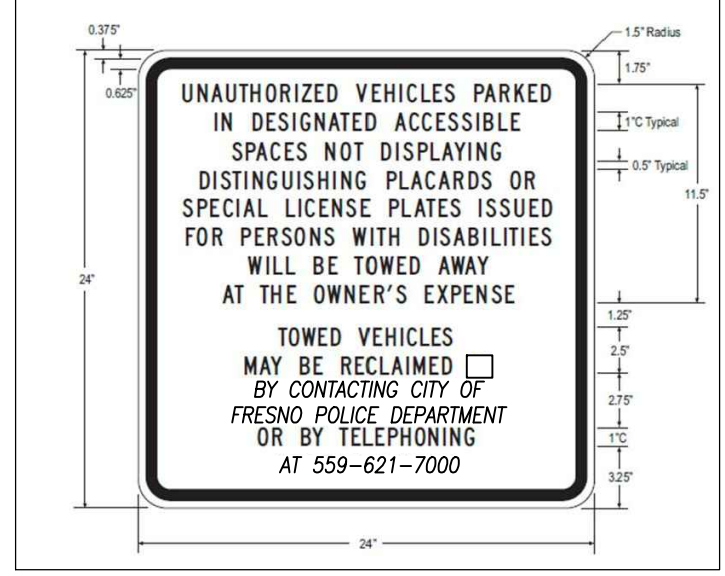 0.375"
0.625"
24"
UNAUTHORIZED VEHICLES PARKED
IN DESIGNATED ACCESSIBLE
SPACES NOT DISPLAYING
DISTINGUISHING PLACARDS OR
SPECIAL LICENSE PLATES ISSUED
FOR PERSONS WITH DISABILITIES
WILL BE TOWED AWAY
AT THE OWNER'S EXPENSE
TOWED VEHICLES
MAY BE RECLAIMED
BY CONTACTING CITY OF
FRESNO POLICE DEPARTMENT
OR BY TELEPHONING
AT 559-621-7000
1.5" Radius
1.75"
1"C Typical
0.5" Typical
11.5"
1.25"
2.5"
2.75"
1"C
3.25"
24"